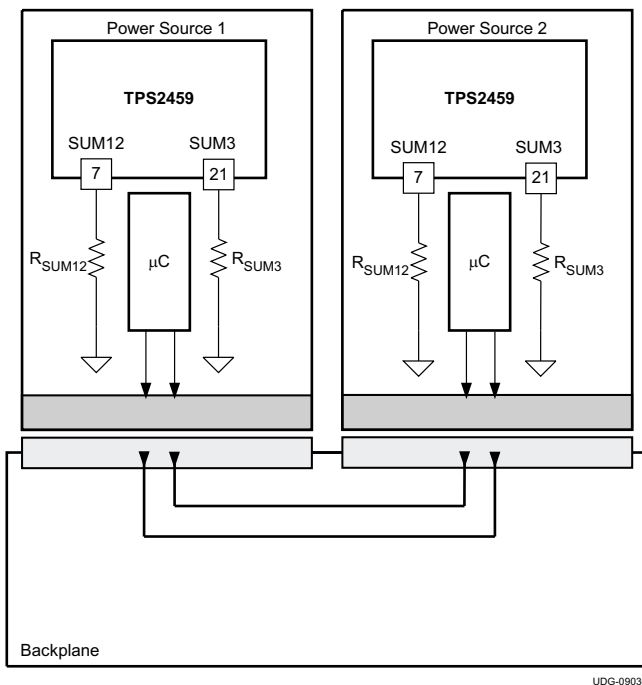 Power Source 1
TPS2459
SUM12
SUM3
7
21
RSUM12
µC
RSUM3
Power Source 2
TPS2459
SUM12
SUM3
7
21
RSUM12
µC
RSUM3
Backplane
UDG-0903